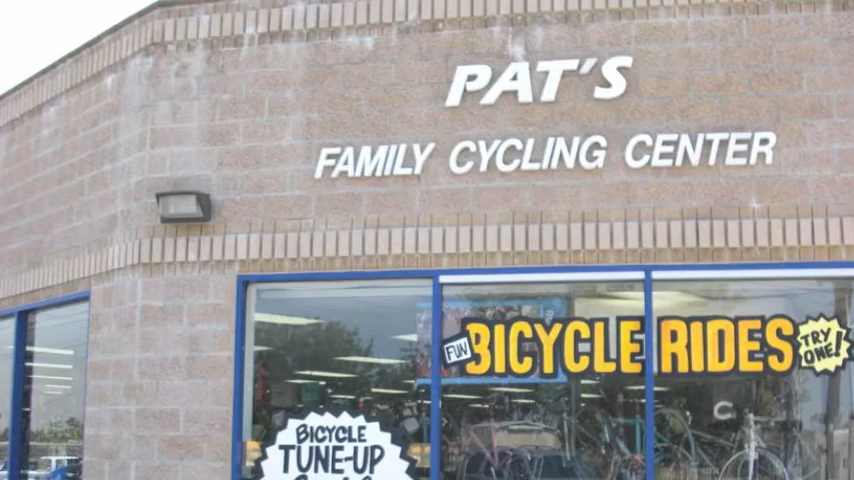 PAT'S
FAMILY CYCLING CENTER
FUN BICYCLE RIDES TRY ONE!
BICYCLE
TUNE-UP